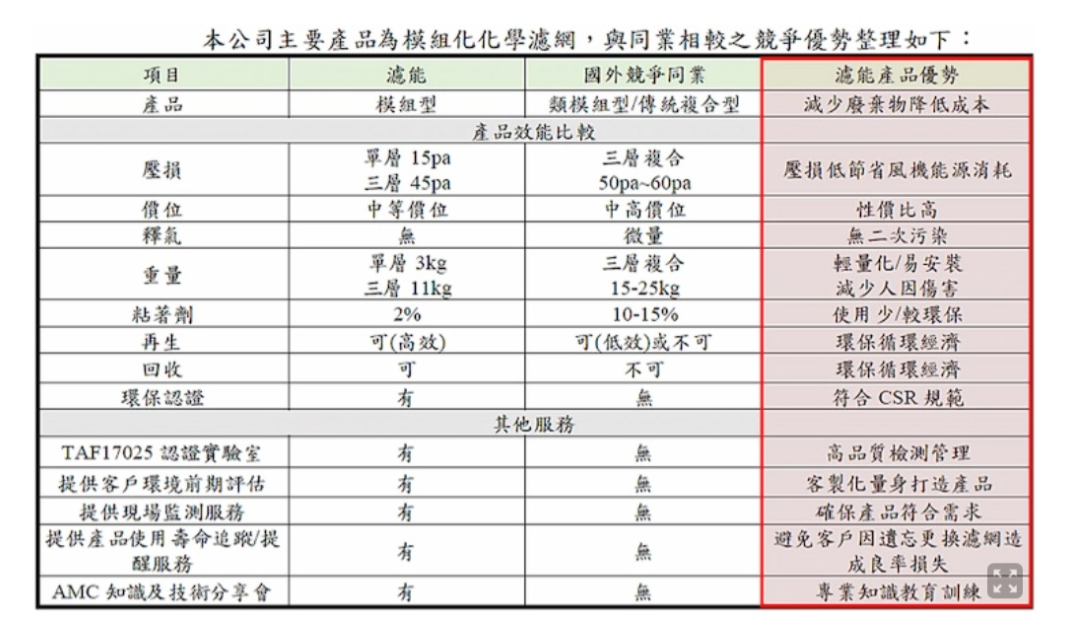 本公司主要產品為模組化化學濾網，與同業相較之競爭優勢整理如下：
項目 濾能 國外競爭同業 濾能產品優勢
產品 模組型 類模組型/傳統複合型 減少廢棄物降低成本
產品效能比較
壓損 單層 15pa 三層 45pa 三層複合 50pa~60pa 壓損低節省風機能源消耗
價位 中等價位 中高價位 性價比高
釋氣 無 微量 無二次污染
重量 單層 3kg 三層 11kg 三層複合 15-25kg 輕量化/易安裝 減少人因傷害
粘著劑 2% 10-15% 使用少/較環保
再生 可(高效) 可(低效)或不可 環保循環經濟
回收 可 不可 環保循環經濟
環保認證 有 無 符合 CSR 規範
其他服務
TAF17025 認證實驗室 有 無 高品質檢測管理
提供客戶環境前期評估 有 無 客製化量身打造產品
提供現場監測服務 有 無 確保產品符合需求
提供產品使用壽命追蹤/提醒服務 有 無 避免客戶因遺忘更換濾網造成良率損失
AMC 知識及技術分享會 有 無 專業知識教育訓練